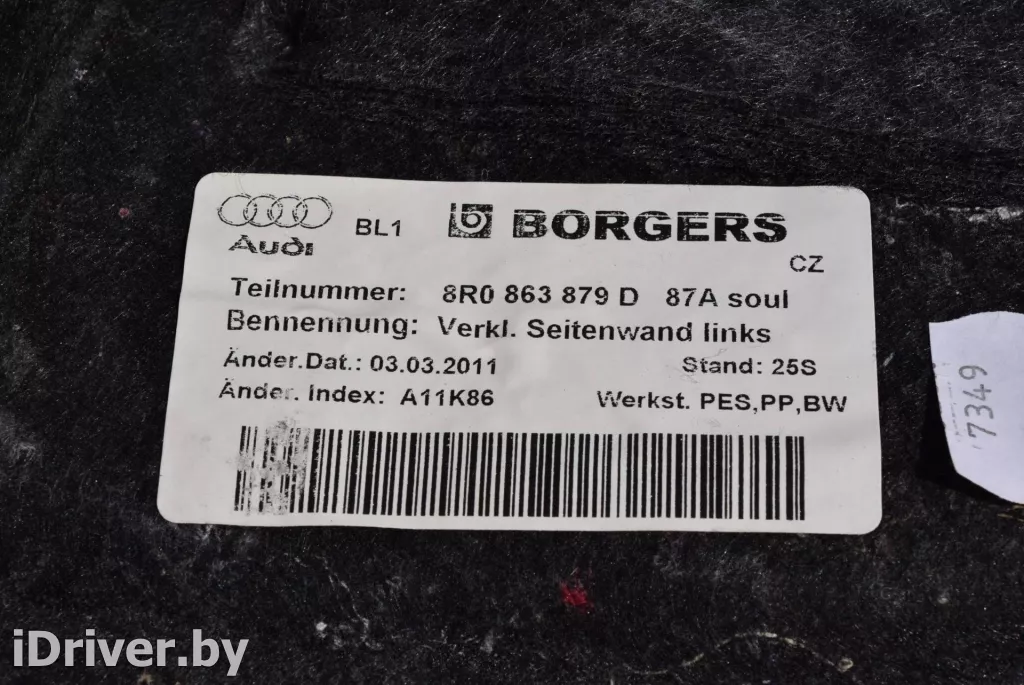 Audi
BL1
BORGERS
CZ
Teilnummer: 8R0 863 879 D 87A soul
Bennennung: Verkl. Seitenwand links
Änder.Dat.: 03.03.2011 Stand: 25S
Änder. Index: A11K86 Werkst. PES,PP,BW
7349
iDriver.by